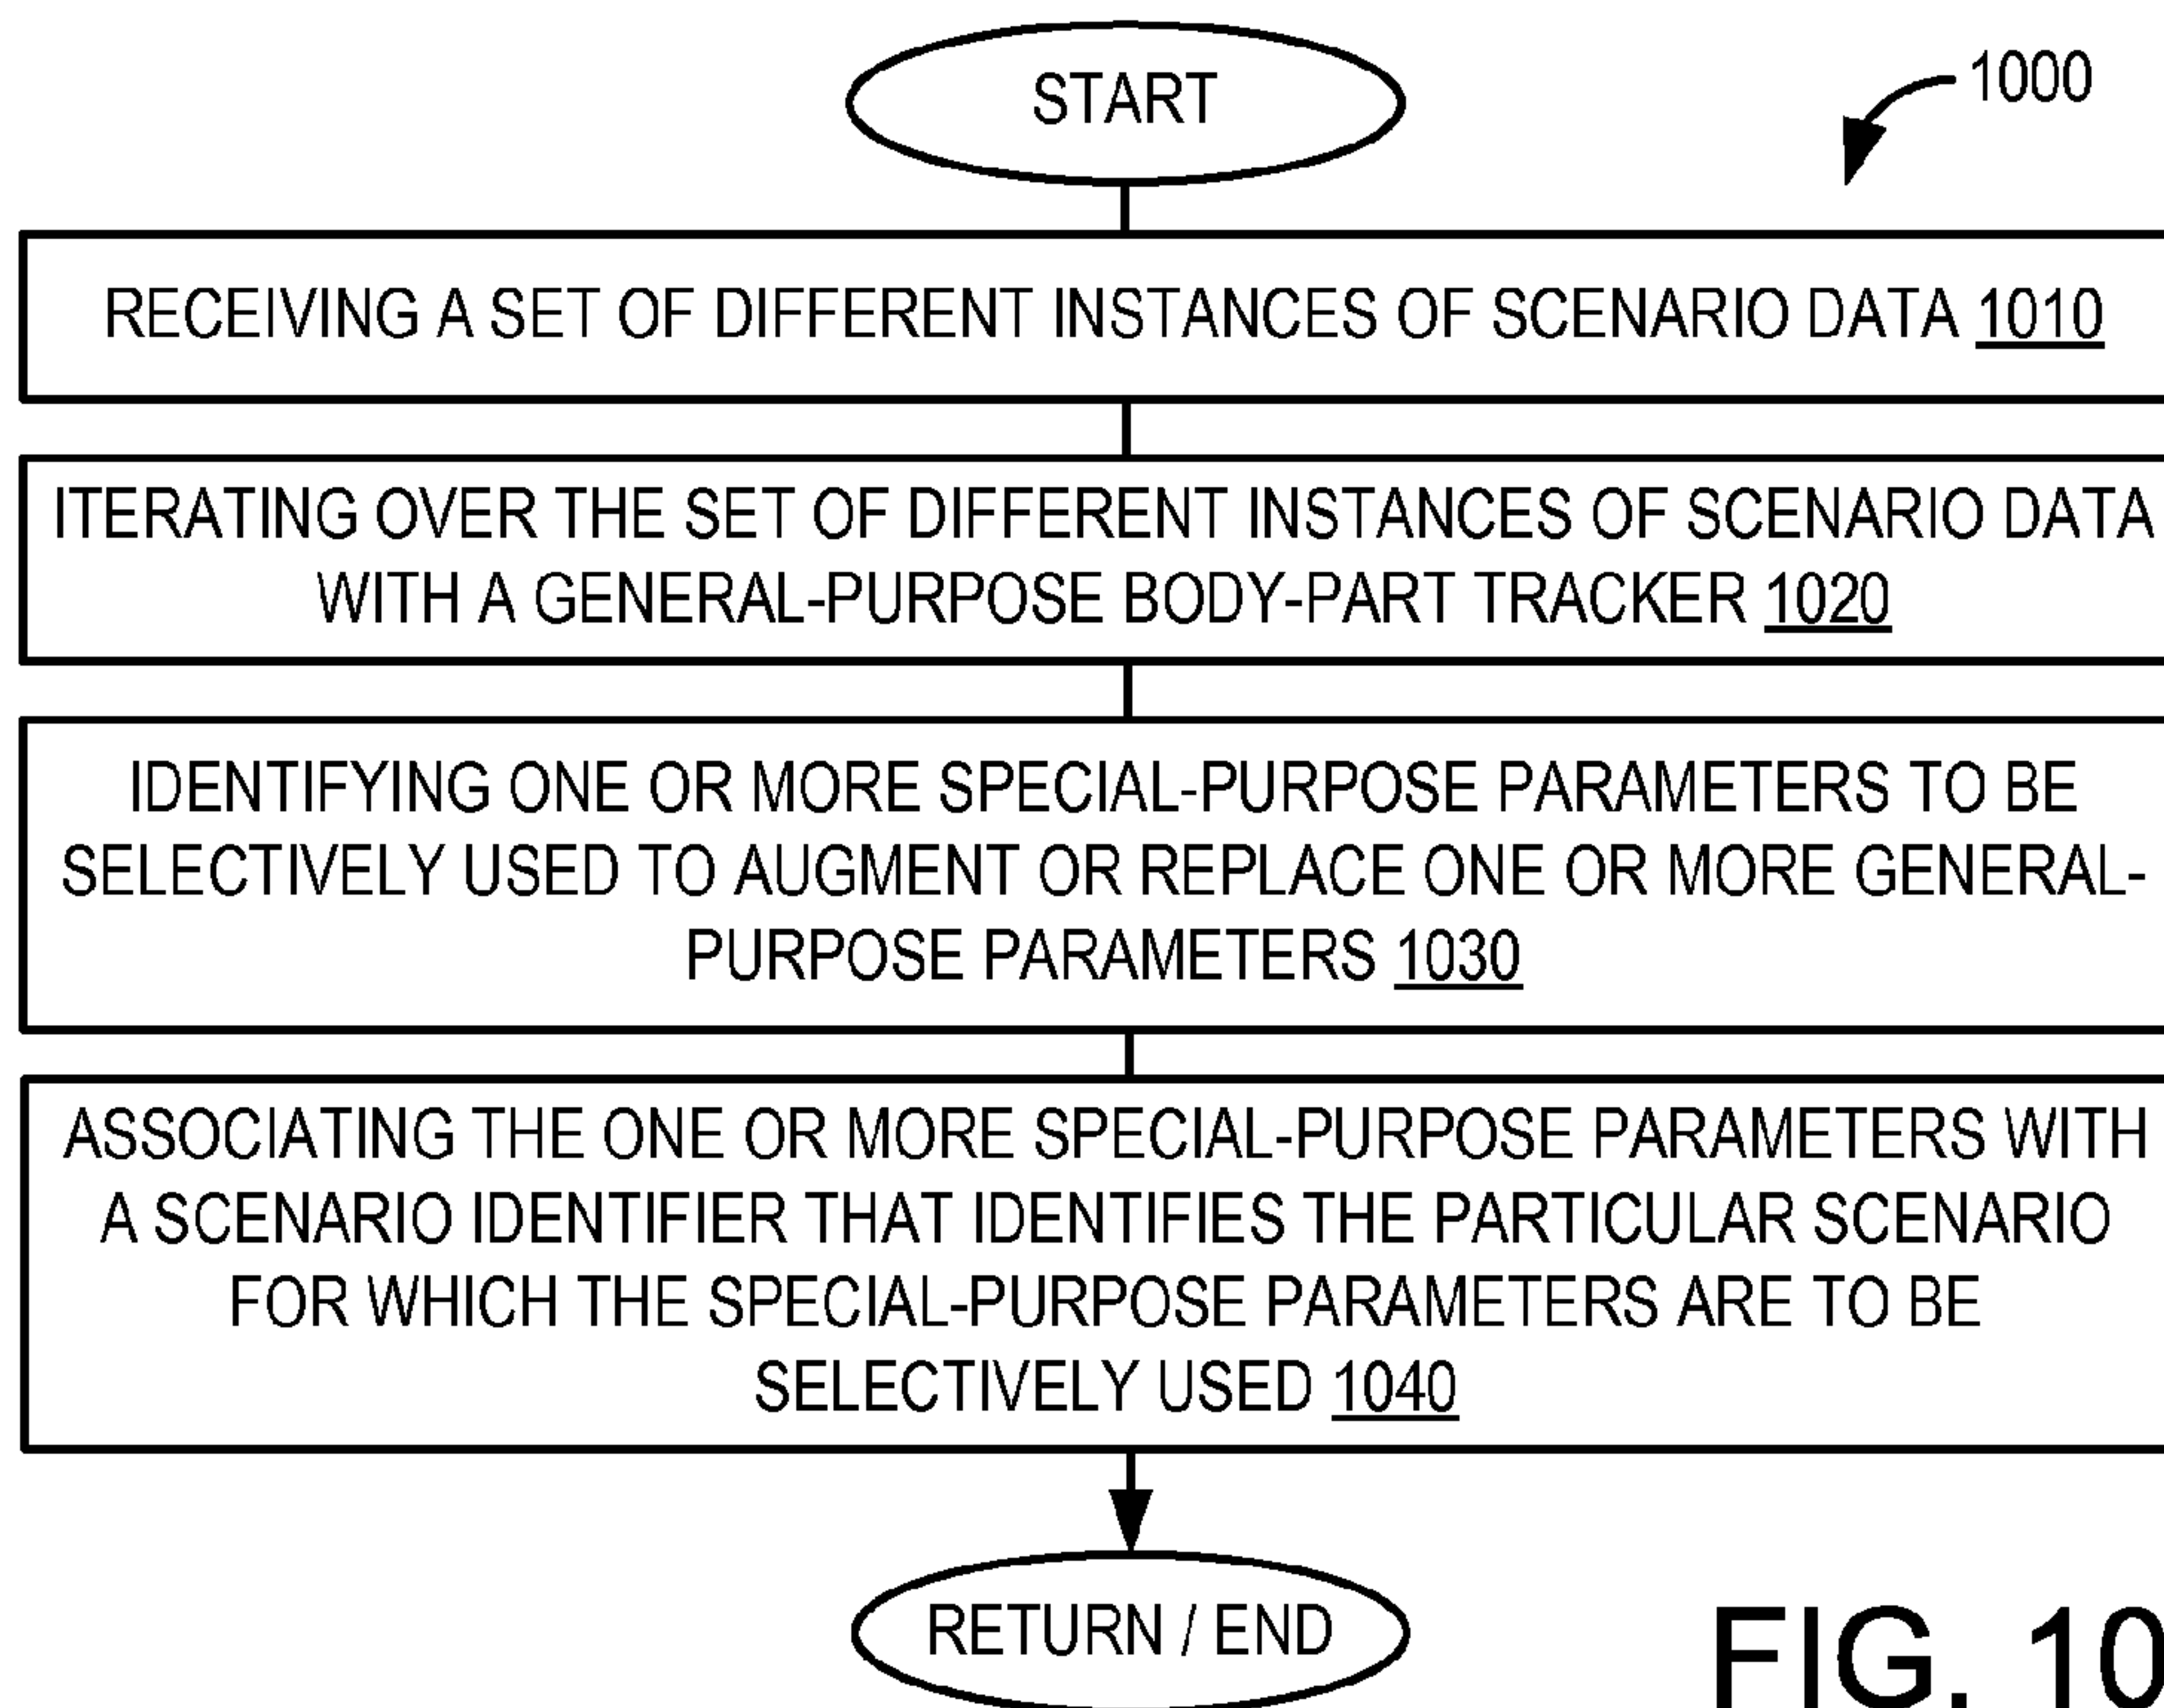 START
1000
RECEIVING A SET OF DIFFERENT INSTANCES OF SCENARIO DATA 1010
ITERATING OVER THE SET OF DIFFERENT INSTANCES OF SCENARIO DATA
WITH A GENERAL-PURPOSE BODY-PART TRACKER 1020
IDENTIFYING ONE OR MORE SPECIAL-PURPOSE PARAMETERS TO BE
SELECTIVELY USED TO AUGMENT OR REPLACE ONE OR MORE GENERAL-
PURPOSE PARAMETERS 1030
ASSOCIATING THE ONE OR MORE SPECIAL-PURPOSE PARAMETERS WITH
A SCENARIO IDENTIFIER THAT IDENTIFIES THE PARTICULAR SCENARIO
FOR WHICH THE SPECIAL-PURPOSE PARAMETERS ARE TO BE
SELECTIVELY USED 1040
RETURN / END
FIG. 10